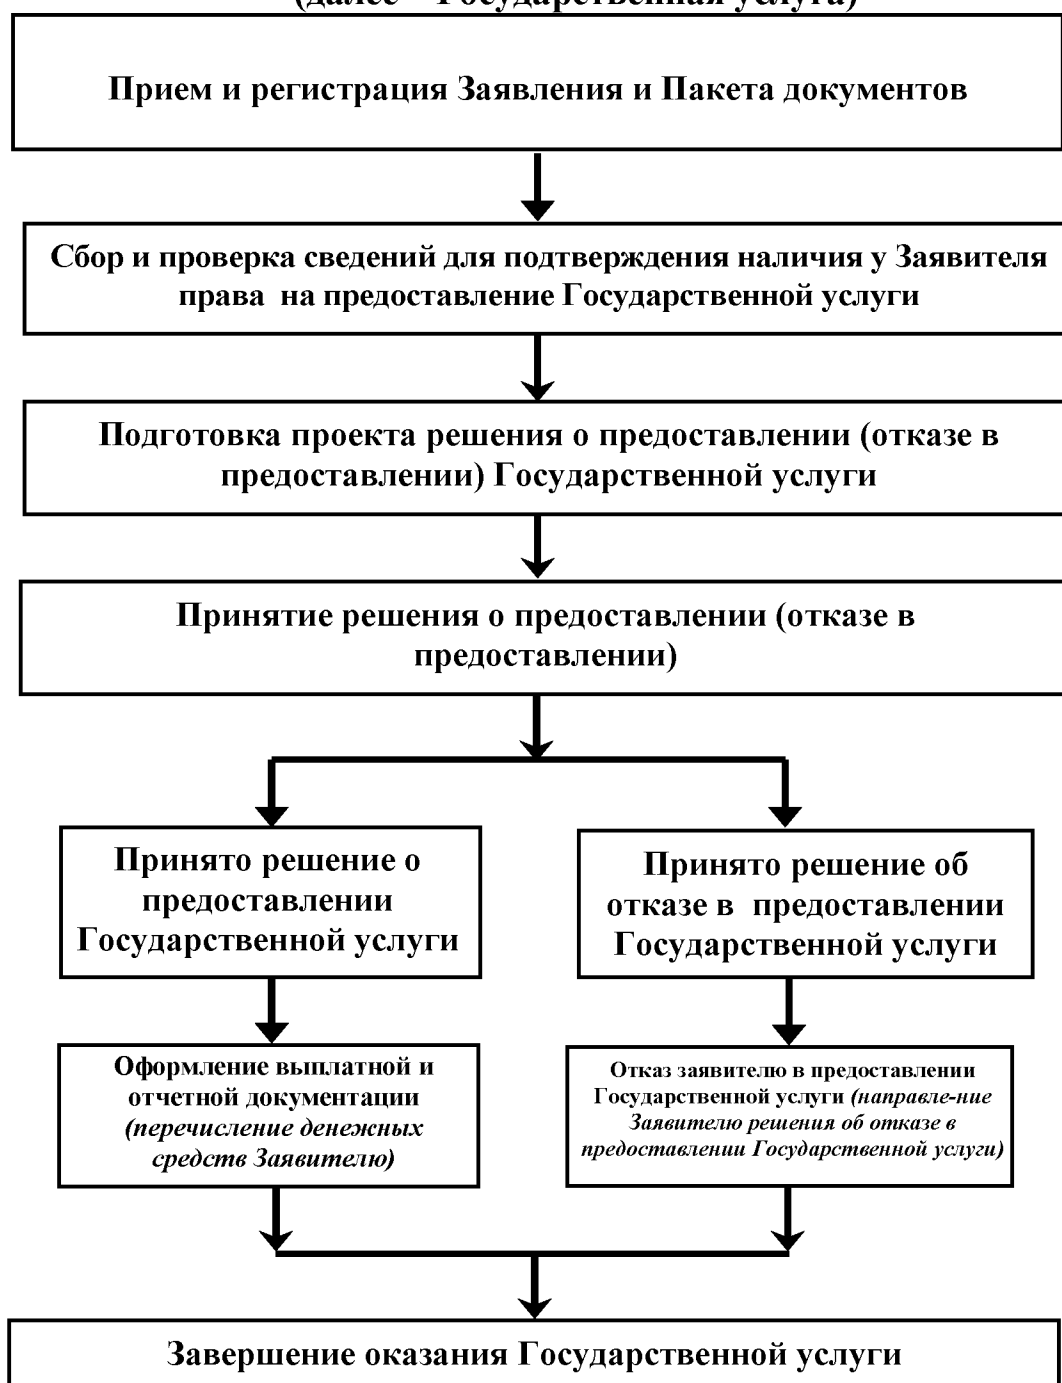 (далее – Государственная услуга)
Прием и регистрация Заявления и Пакета документов
Сбор и проверка сведений для подтверждения наличия у Заявителя
права на предоставление Государственной услуги
Подготовка проекта решения о предоставлении (отказе в
предоставлении) Государственной услуги
Принятие решения о предоставлении (отказе в
предоставлении)
Принято решение о
предоставлении
Государственной услуги
Принято решение об
отказе в предоставлении
Государственной услуги
Оформление выплатной и
отчетной документации
(перечисление денежных
средств Заявителю)
Отказ заявителю в предоставлении
Государственной услуги (направле-ние
Заявителю решения об отказе в
предоставлении Государственной услуги)
Завершение оказания Государственной услуги